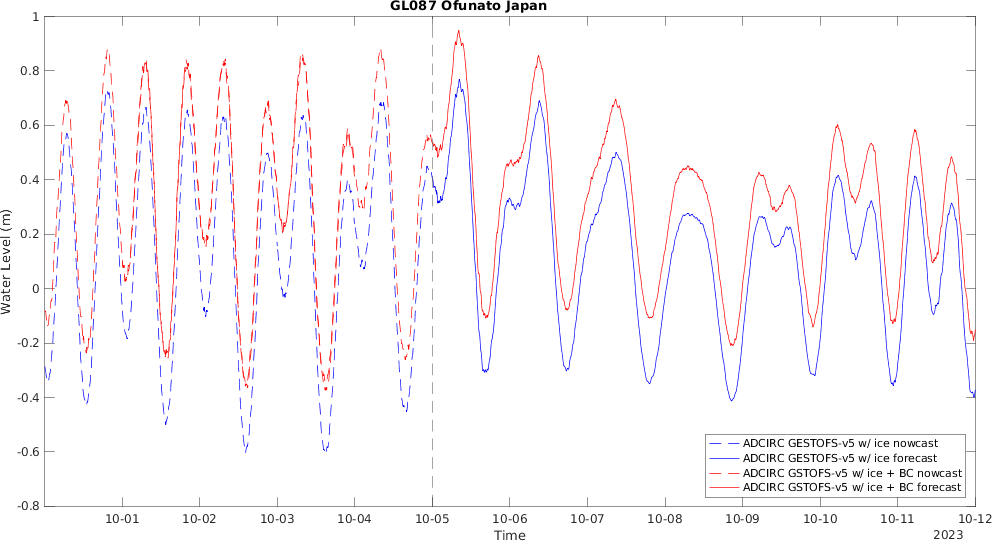 GL087 Ofunato Japan
1
0.8
0.6
0.4
0.2
0
-0.2
-0.4
-0.6
-0.8
Water Level (m)
10-01 10-02 10-03 10-04 10-05 10-06 10-07 10-08 10-09 10-10 10-11 10-12
Time
2023
ADCIRC GESTOFS-v5 w/ ice nowcast
ADCIRC GESTOFS-v5 w/ ice forecast
ADCIRC GSTOFS-v5 w/ ice + BC nowcast
ADCIRC GSTOFS-v5 w/ ice + BC forecast